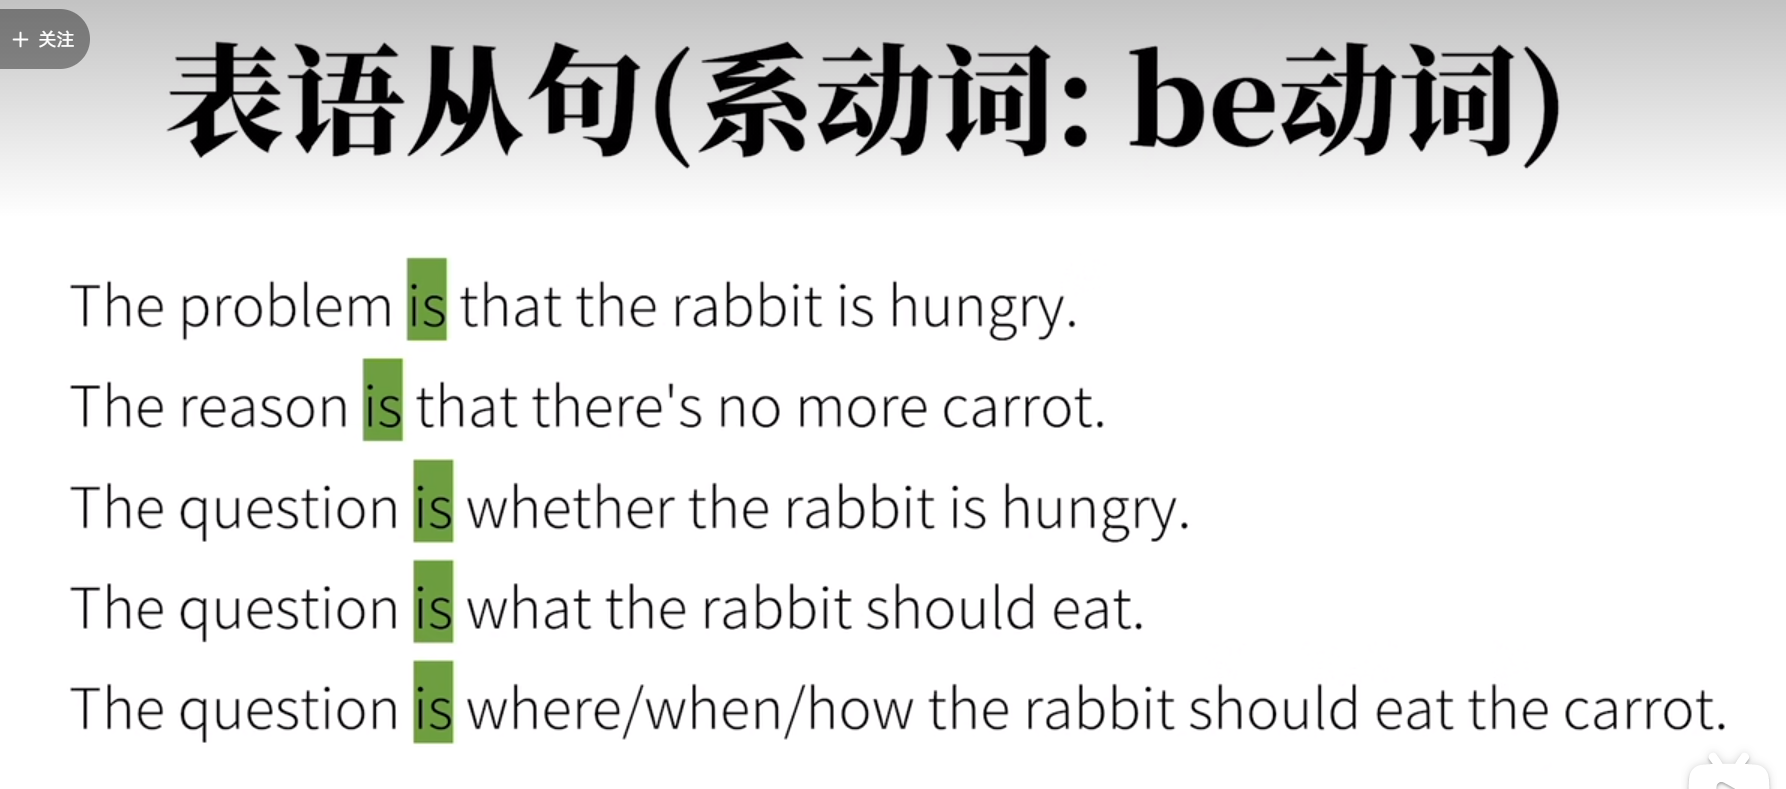 + 关注
表语从句(系动词: be动词)
The problem is that the rabbit is hungry.
The reason is that there's no more carrot.
The question is whether the rabbit is hungry.
The question is what the rabbit should eat.
The question is where/when/how the rabbit should eat the carrot.